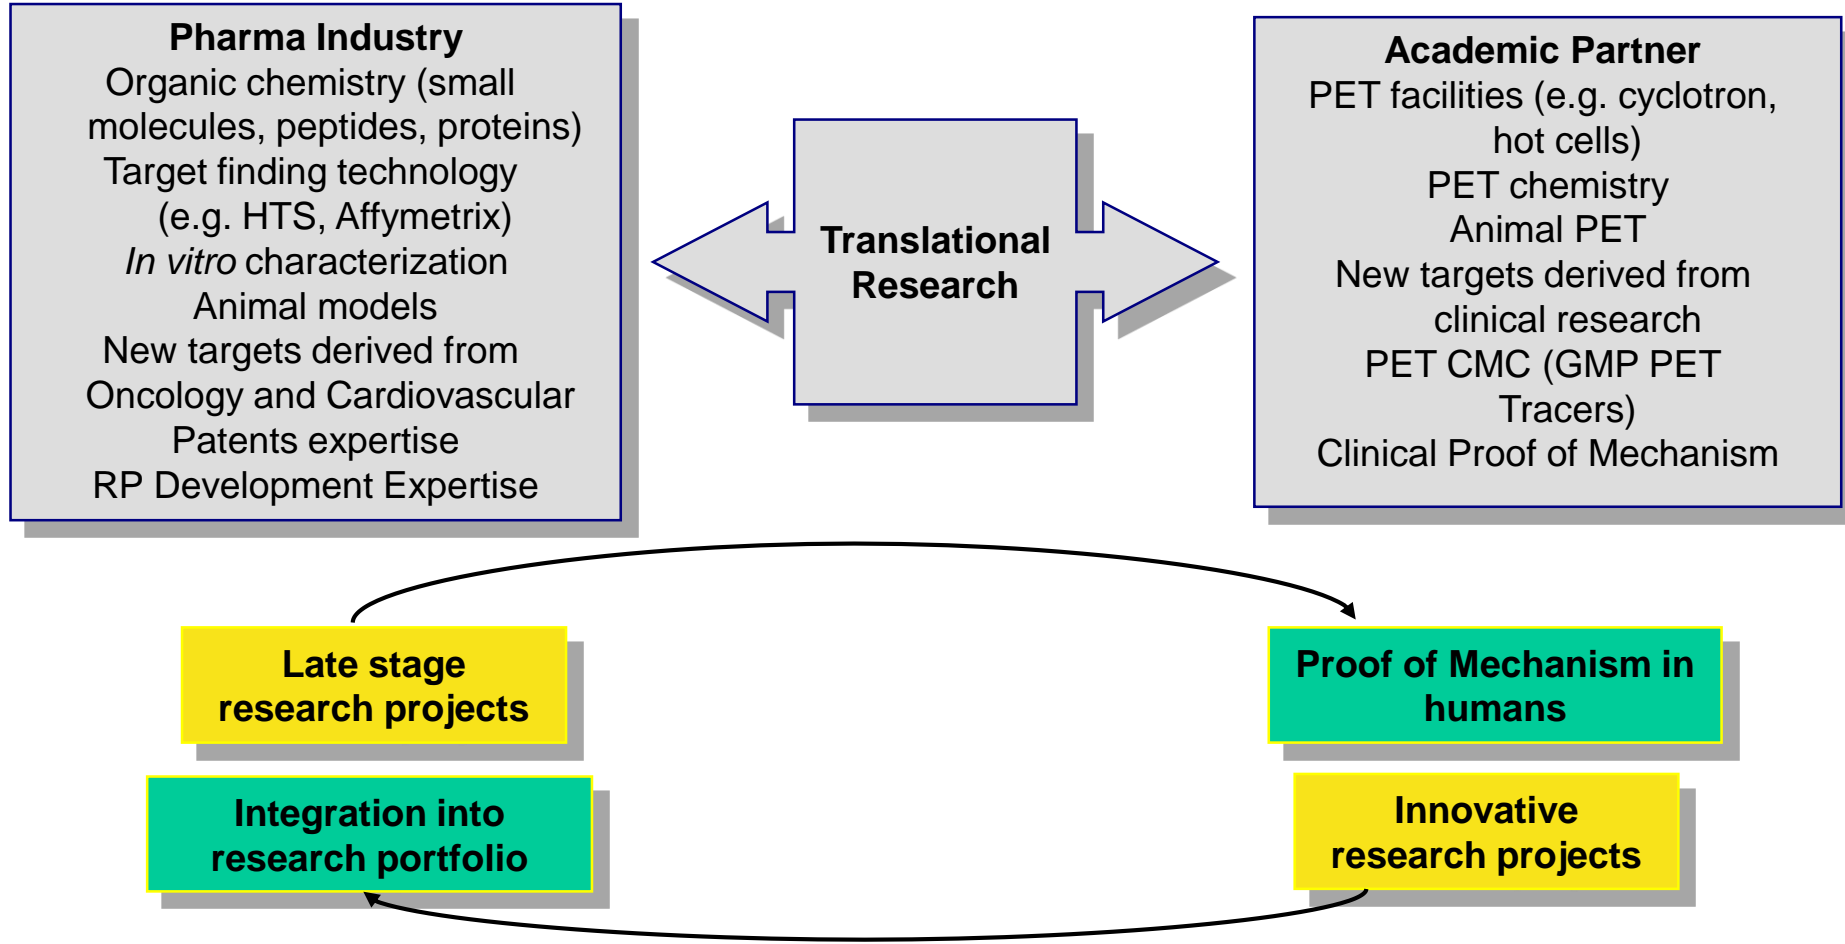 Pharma Industry
Organic chemistry (small
molecules, peptides, proteins)
Target finding technology
(e.g. HTS, Affymetrix)
In vitro characterization
Animal models
New targets derived from
Oncology and Cardiovascular
Patents expertise
RP Development Expertise
Translational
Research
Academic Partner
PET facilities (e.g. cyclotron,
hot cells)
PET chemistry
Animal PET
New targets derived from
clinical research
PET CMC (GMP PET
Tracers)
Clinical Proof of Mechanism
Late stage
research projects
Proof of Mechanism in
humans
Integration into
research portfolio
Innovative
research projects